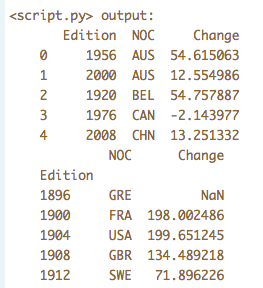 <script.py> output:
Edition NOC Change
0 1956 AUS 54.615063
1 2000 AUS 12.554986
2 1920 BEL 54.757887
3 1976 CAN -2.143977
4 2008 CHN 13.251332
NOC Change
Edition
1896 GRE NaN
1900 FRA 198.002486
1904 USA 199.651245
1908 GBR 134.489218
1912 SWE 71.896226